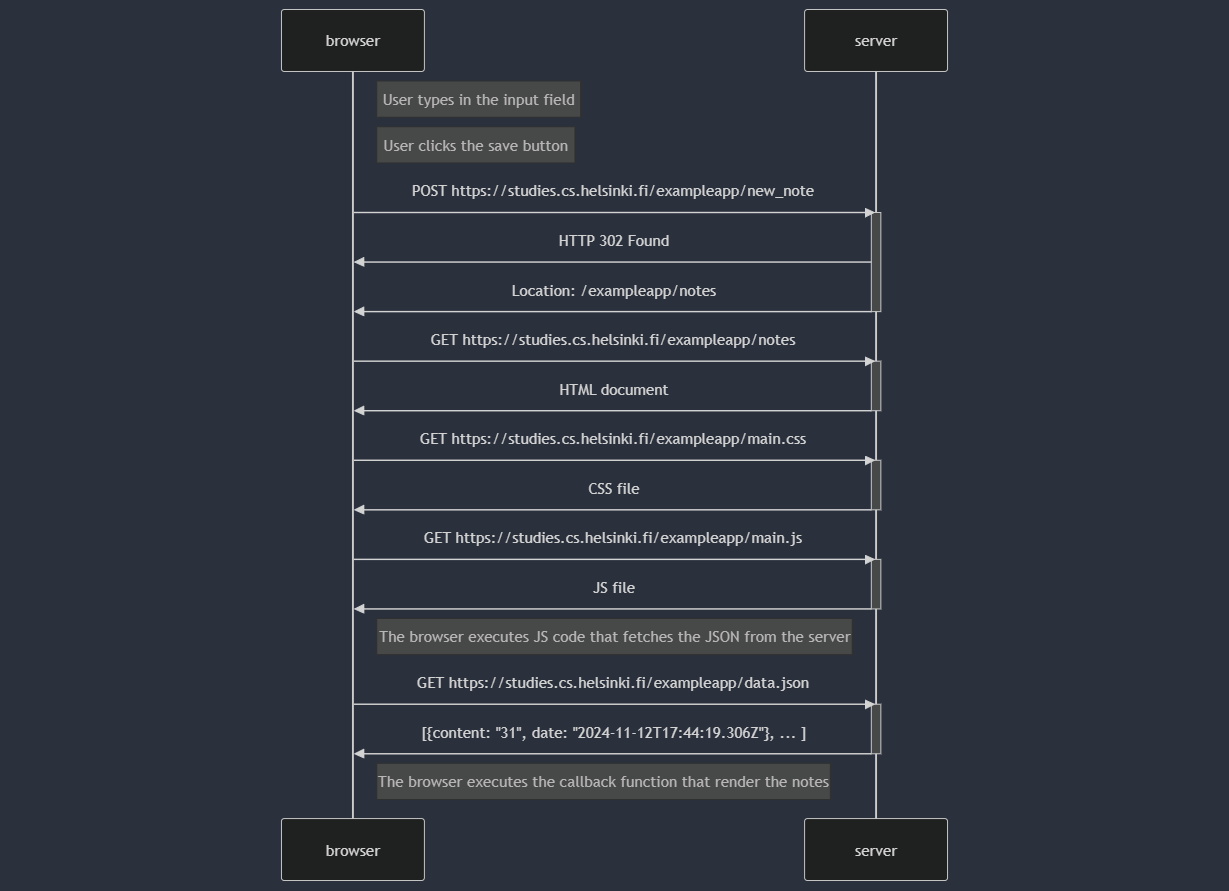 browser
server
User types in the input field
User clicks the save button
POST https://studies.cs.helsinki.fi/exampleapp/new_note
HTTP 302 Found
Location: /exampleapp/notes
GET https://studies.cs.helsinki.fi/exampleapp/notes
HTML document
GET https://studies.cs.helsinki.fi/exampleapp/main.css
CSS file
GET https://studies.cs.helsinki.fi/exampleapp/main.js
JS file
The browser executes JS code that fetches the JSON from the server
GET https://studies.cs.helsinki.fi/exampleapp/data.json
[{content: "31", date: "2024-11-12T17:44:19.306Z"}, ... ]
The browser executes the callback function that render the notes
browser
server